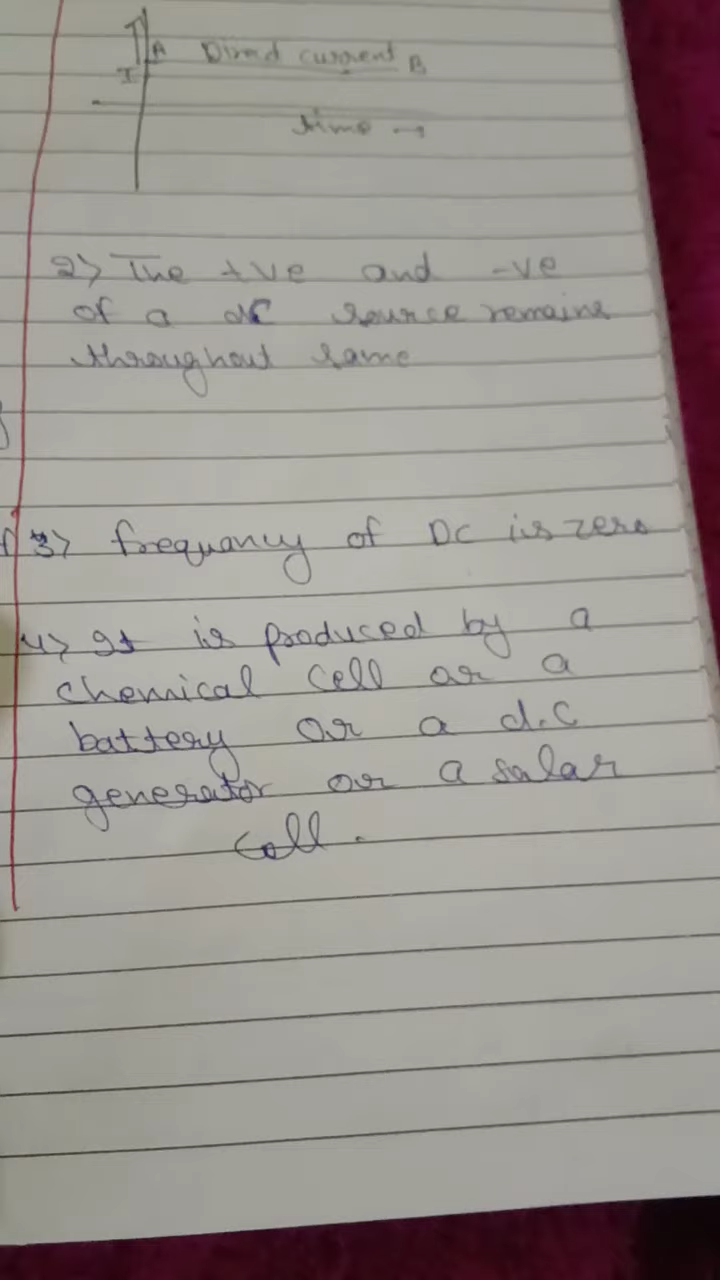 A Direct current B
I
time →
2> The +ve and -ve
of a dc source remains
throughout same
3> frequancy of DC is zero
4> It is produced by a
chemical cell or a
battery or a d.c
generator or a solar
Cell.